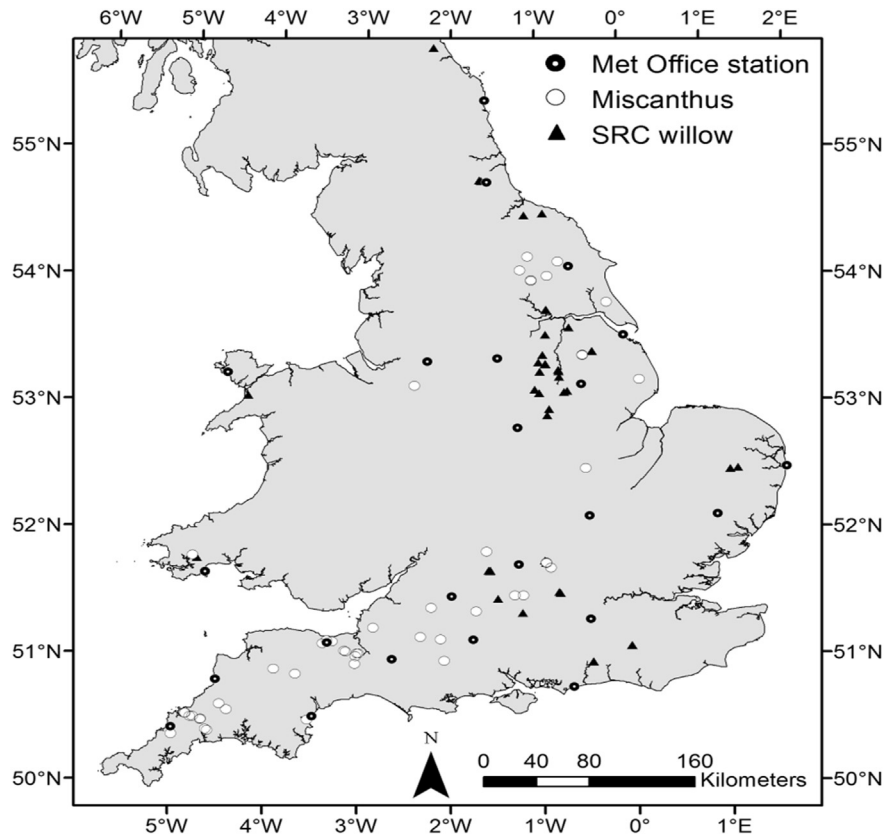 6°W 5°W 4°W 3°W 2°W 1°W 0° 1°E 2°E
Met Office station
Miscanthus
SRC willow
55°N 55°N
54°N 54°N
53°N 53°N
52°N 52°N
51°N 51°N
50°N 50°N
N
0 40 80 160
Kilometers
5°W 4°W 3°W 2°W 1°W 0° 1°E